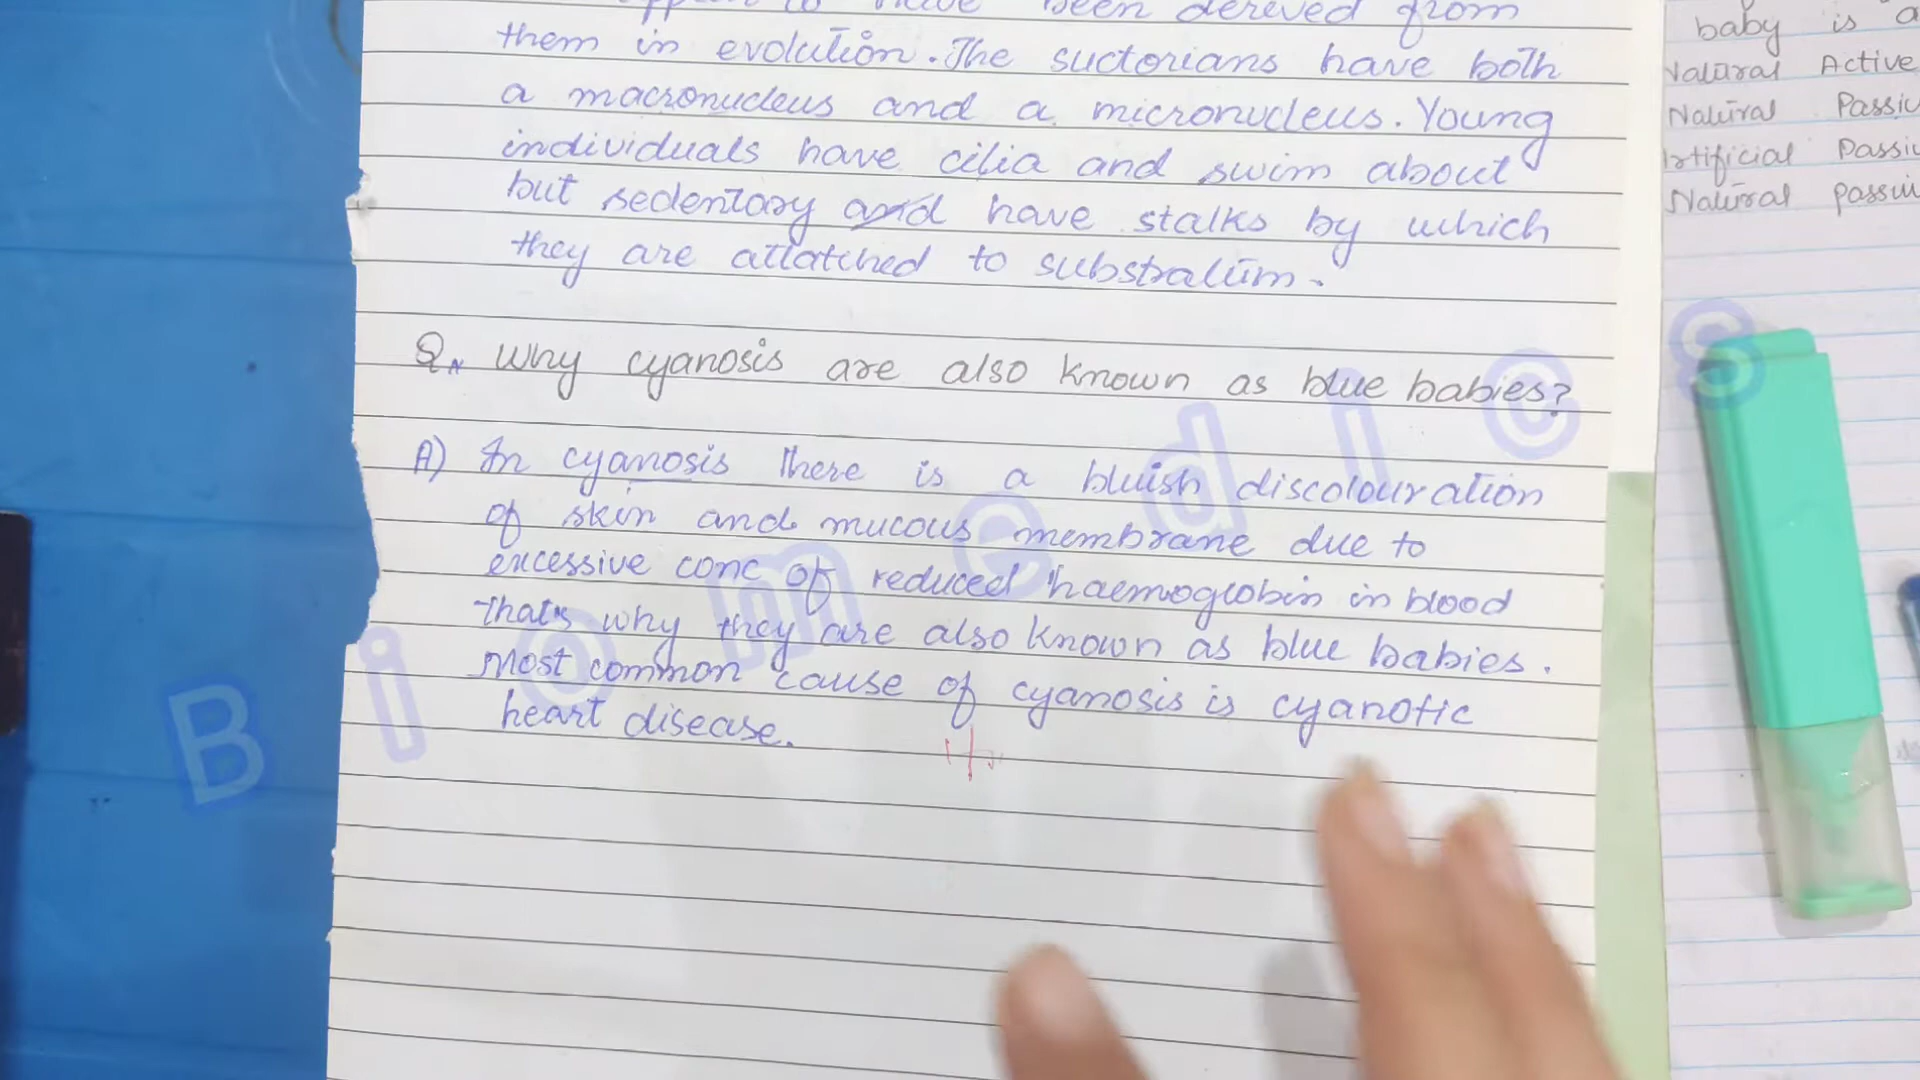 been dereved from
them in evolution. The suctorians have both
a macronucleus and a micronucleus. Young
individuals have cilia and swim about
but sedentary and have stalks by which
they are attatched to substratum.
Q. Why cyanosis are also known as blue babies?
A) In cyanosis there is a bluish discolouration
of skin and mucous membrane due to
excessive conc of reduced haemoglobin in blood
that's why they are also known as blue babies.
Most common cause of cyanosis is cyanotic
heart disease.
baby is a
Natural Active
Natural
Natural
Biomedics